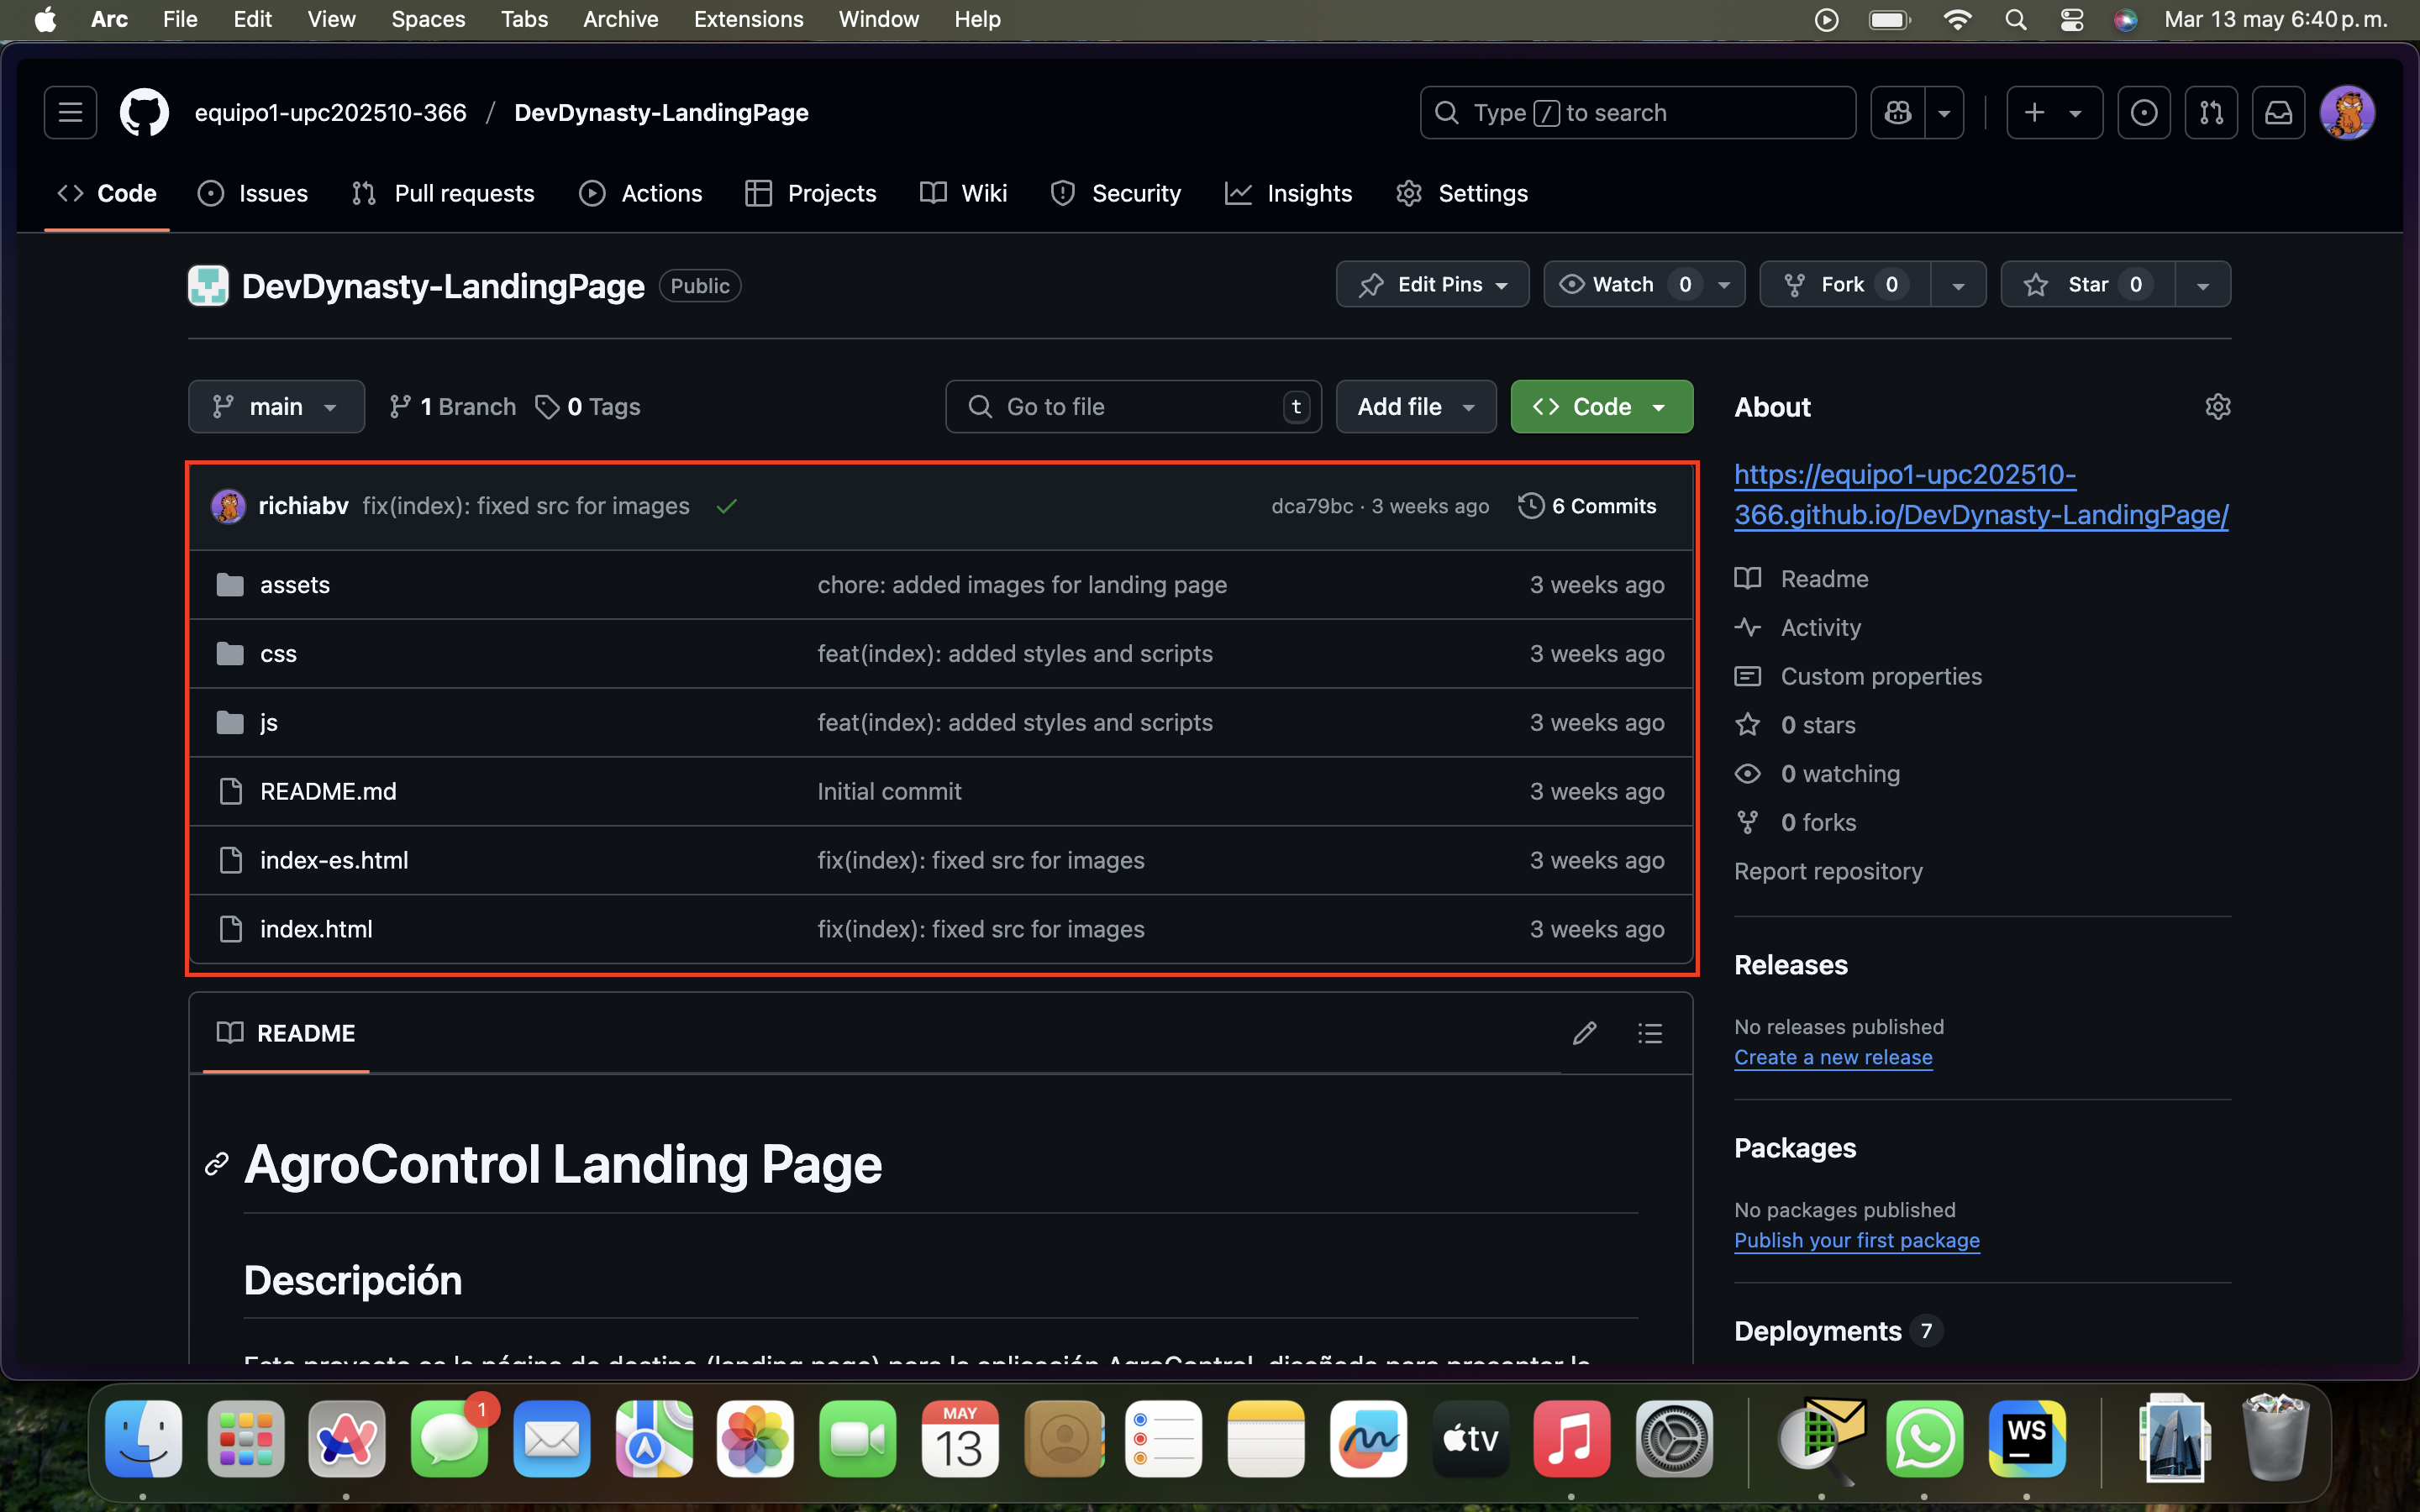 Arc File Edit View Spaces Tabs Archive Extensions Window Help Mar 13 may 6:40 p. m.
equipo1-upc202510-366 / DevDynasty-LandingPage Type / to search
Code Issues Pull requests Actions Projects Wiki Security Insights Settings
DevDynasty-LandingPage Public Edit Pins Watch 0 Fork 0 Star 0
main 1 Branch 0 Tags Go to file t Add file Code
richiabv fix(index): fixed src for images dca79bc · 3 weeks ago 6 Commits
assets chore: added images for landing page 3 weeks ago
css feat(index): added styles and scripts 3 weeks ago
js feat(index): added styles and scripts 3 weeks ago
README.md Initial commit 3 weeks ago
index-es.html fix(index): fixed src for images 3 weeks ago
index.html fix(index): fixed src for images 3 weeks ago
README
AgroControl Landing Page
Descripción
About
https://equipo1-upc202510-
366.github.io/DevDynasty-LandingPage/
Readme
Activity
Custom properties
0 stars
0 watching
0 forks
Report repository
Releases
No releases published
Create a new release
Packages
No packages published
Publish your first package
Deployments 7
1
MAY
13
tv
WS